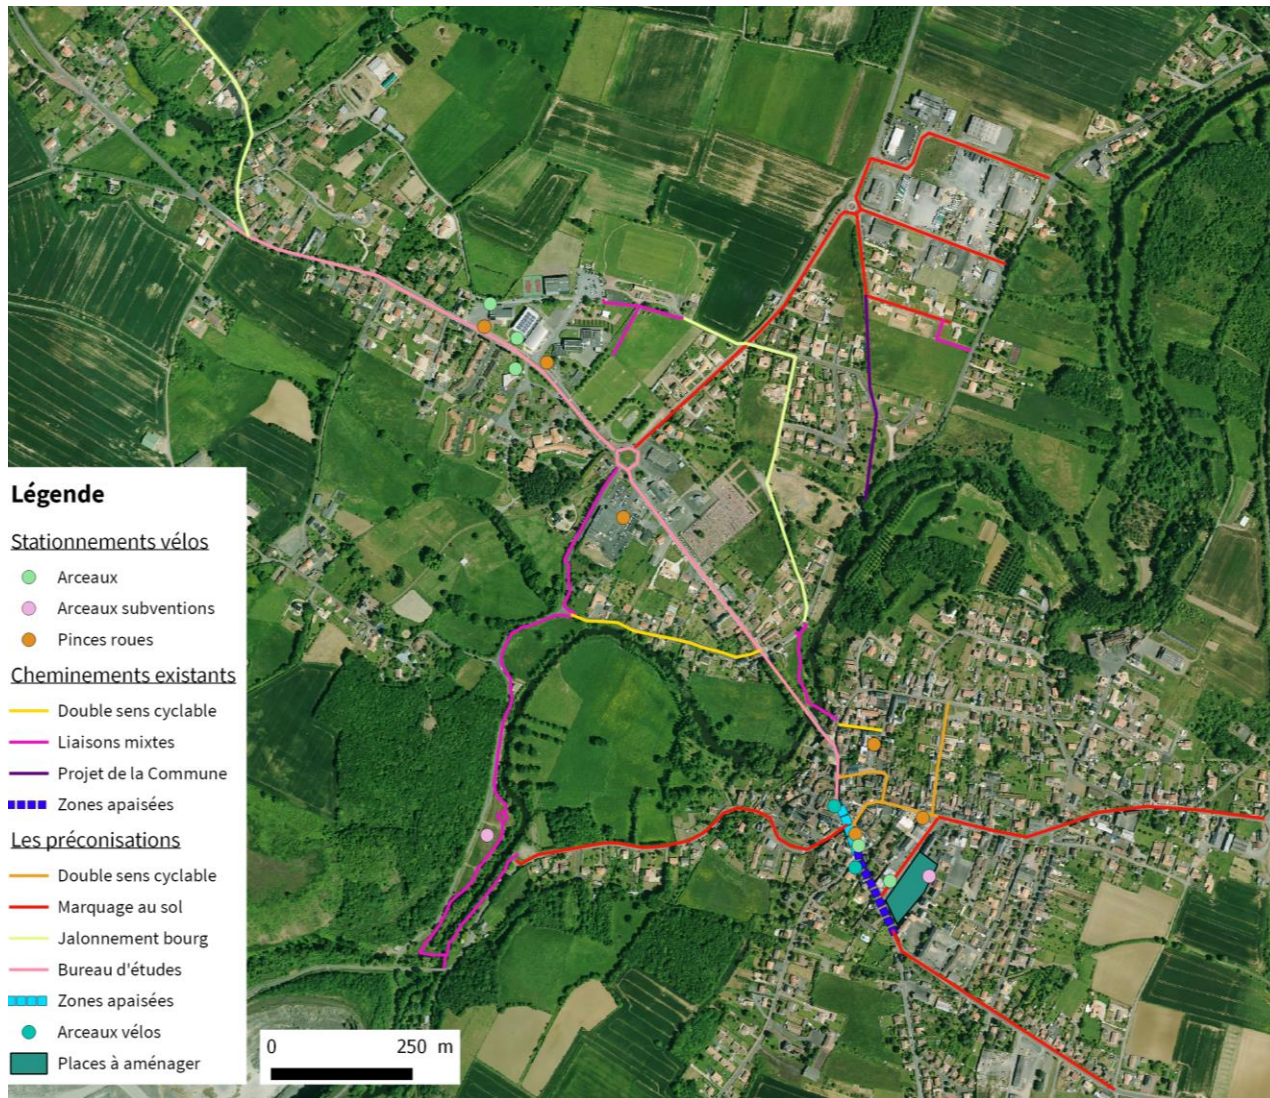 Légende
Stationnements vélos
Arceaux
Arceaux subventions
Pinces roues
Cheminements existants
Double sens cyclable
Liaisons mixtes
Projet de la Commune
Zones apaisées
Les préconisations
Double sens cyclable
Marquage au sol
Jalonnement bourg
Bureau d'études
Zones apaisées
Arceaux vélos
Places à aménager
0 250 m